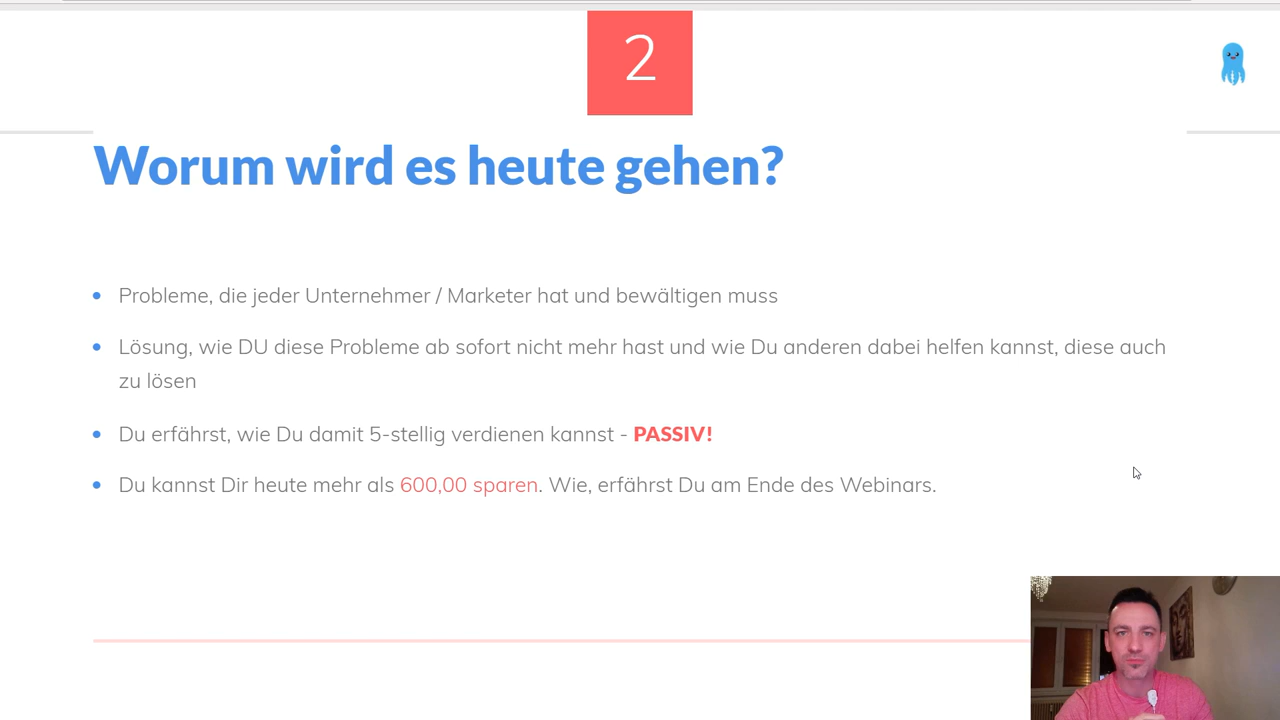 2
Worum wird es heute gehen?
Probleme, die jeder Unternehmer / Marketer hat und bewältigen muss
Lösung, wie DU diese Probleme ab sofort nicht mehr hast und wie Du anderen dabei helfen kannst, diese auch
zu lösen
Du erfährst, wie Du damit 5-stellig verdienen kannst - PASSIV!
Du kannst Dir heute mehr als 600,00 sparen. Wie, erfährst Du am Ende des Webinars.